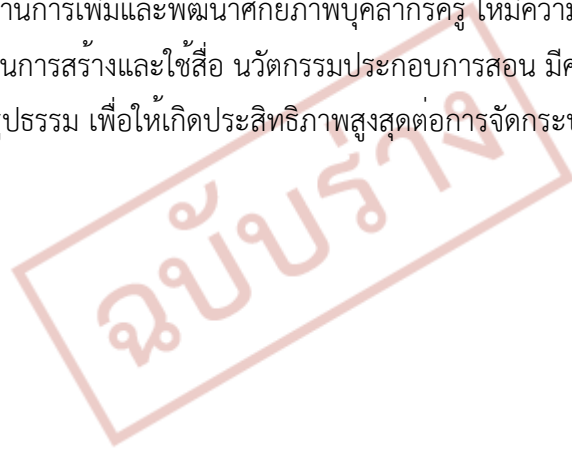 านการเพิ่มและพัฒนาศักยภาพบุคลากรครู ให้มีความ
นการสร้างและใช้สื่อ นวัตกรรมประกอบการสอน มีค
ปธรรม เพื่อให้เกิดประสิทธิภาพสูงสุดต่อการจัดกระบ
ฉบับร่าง